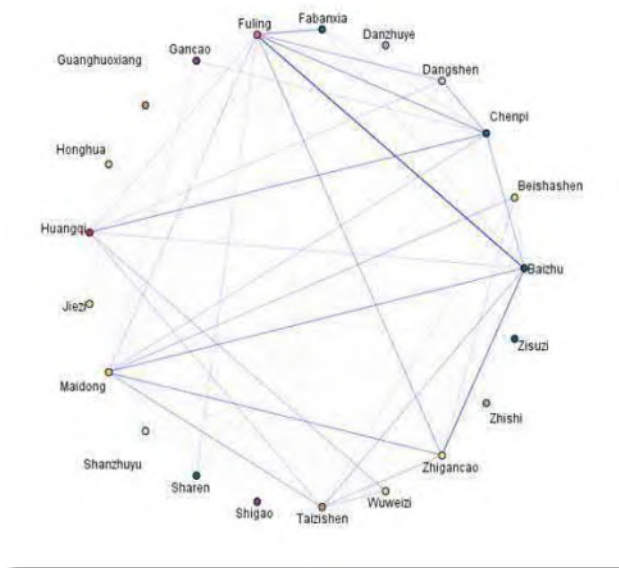 Fuling
Fabanxia
Danzhuye
Gancao
Guanghuoxiang
Dangshen
Chenpi
Honghua
Beishashen
Huangqi
Baizhu
Jiezi
Zisuzi
Maidong
Zhishi
Shanzhuyu
Zhigancao
Sharen
Wuweizi
Shigao
Taizishen